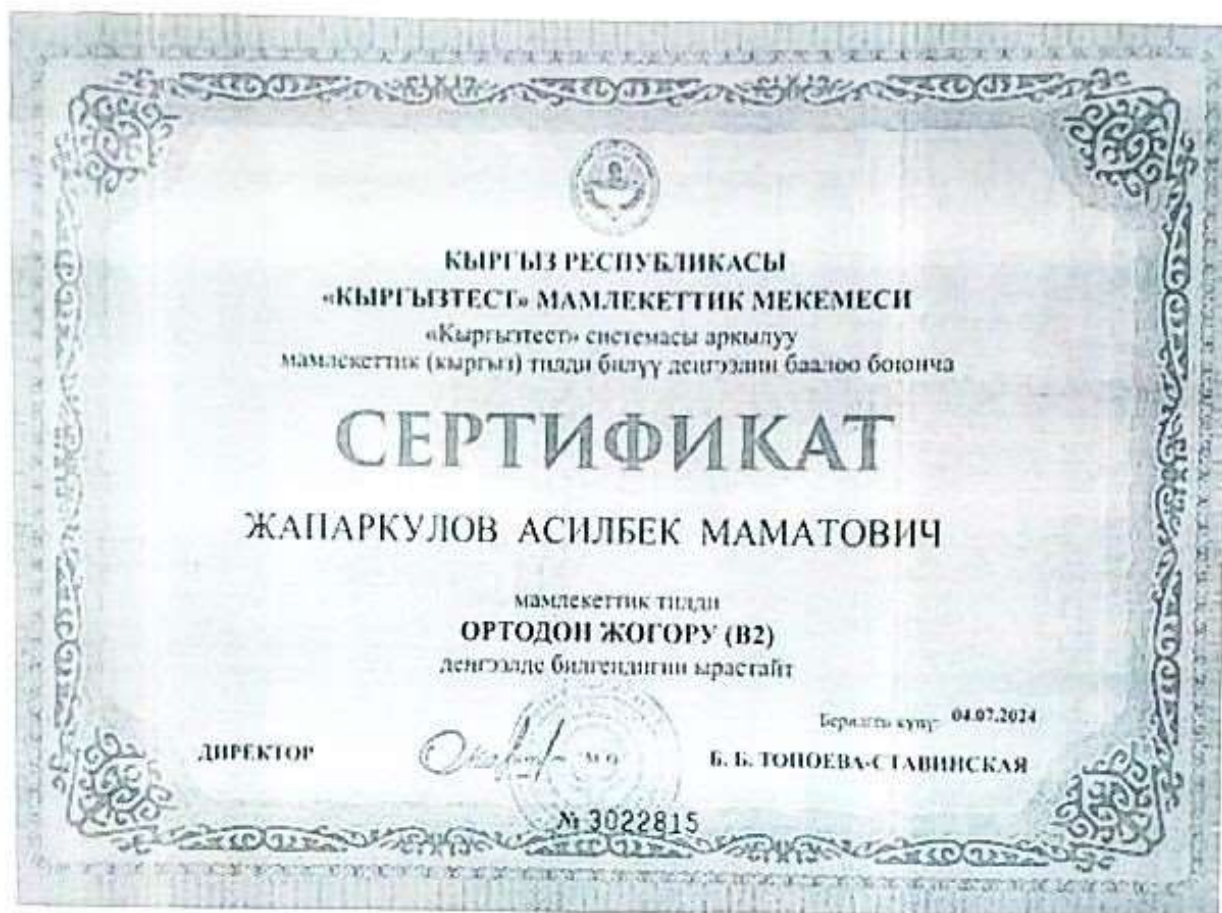 КЫРГЫЗ РЕСПУБЛИКАСЫ
«КЫРГЫЗТЕСТ» МАМЛЕКЕТТИК МЕКЕМЕСИ
«Кыргызтест» системасы аркылуу
мамлекеттик (кыргыз) тилди билүү деңгээлин баалоо боюнча
СЕРТИФИКАТ
ЖАПАРКУЛОВ АСИЛБЕК МАМАТОВИЧ
мамлекеттик тилди
ОРТОДОН ЖОГОРУ (В2)
деңгээлде билгендигин ырастайт
Берилген күнү: 04.07.2024
ДИРЕКТОР
М.О.
Б. Б. ТОПОЕВА-СТАВИНСКАЯ
№ 3022815